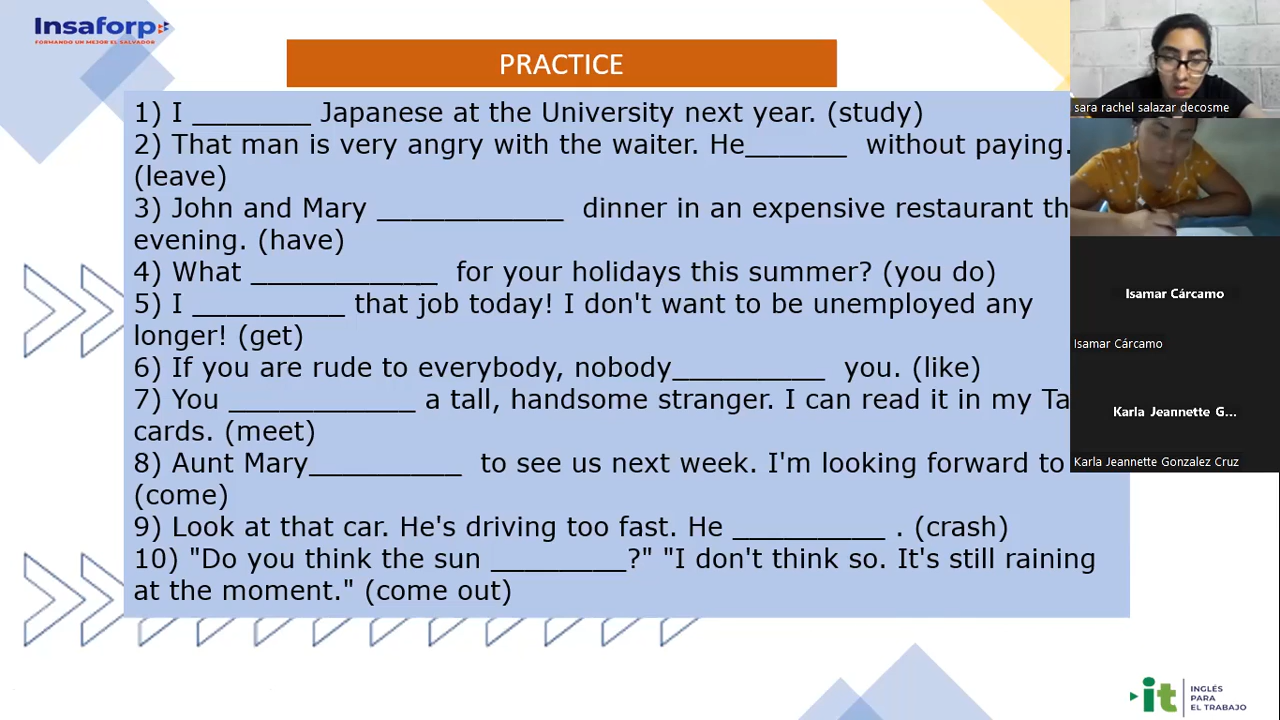 Insaforp
FORMANDO UN MEJOR EL SALVADOR
PRACTICE
1) I _______ Japanese at the University next year. (study)
2) That man is very angry with the waiter. He______ without paying.
(leave)
3) John and Mary ___________ dinner in an expensive restaurant th
evening. (have)
4) What ___________ for your holidays this summer? (you do)
5) I _________ that job today! I don't want to be unemployed any
longer! (get)
6) If you are rude to everybody, nobody_________ you. (like)
7) You ___________ a tall, handsome stranger. I can read it in my Ta
cards. (meet)
8) Aunt Mary_________ to see us next week. I'm looking forward to
(come)
9) Look at that car. He's driving too fast. He _________ . (crash)
10) "Do you think the sun ________?" "I don't think so. It's still raining
at the moment." (come out)
sara rachel salazar decosme
Isamar Cárcamo
Isamar Cárcamo
Karla Jeannette G...
Karla Jeannette Gonzalez Cruz
it
INGLÉS
PARA
EL TRABAJO